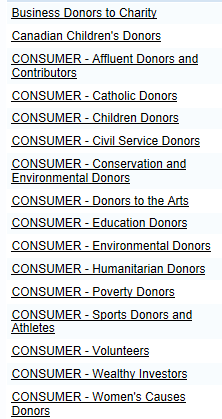 Business Donors to Charity
Canadian Children's Donors
CONSUMER - Affluent Donors and
Contributors
CONSUMER - Catholic Donors
CONSUMER - Children Donors
CONSUMER - Civil Service Donors
CONSUMER - Conservation and
Environmental Donors
CONSUMER - Donors to the Arts
CONSUMER - Education Donors
CONSUMER - Environmental Donors
CONSUMER - Humanitarian Donors
CONSUMER - Poverty Donors
CONSUMER - Sports Donors and
Athletes
CONSUMER - Volunteers
CONSUMER - Wealthy Investors
CONSUMER - Women's Causes
Donors